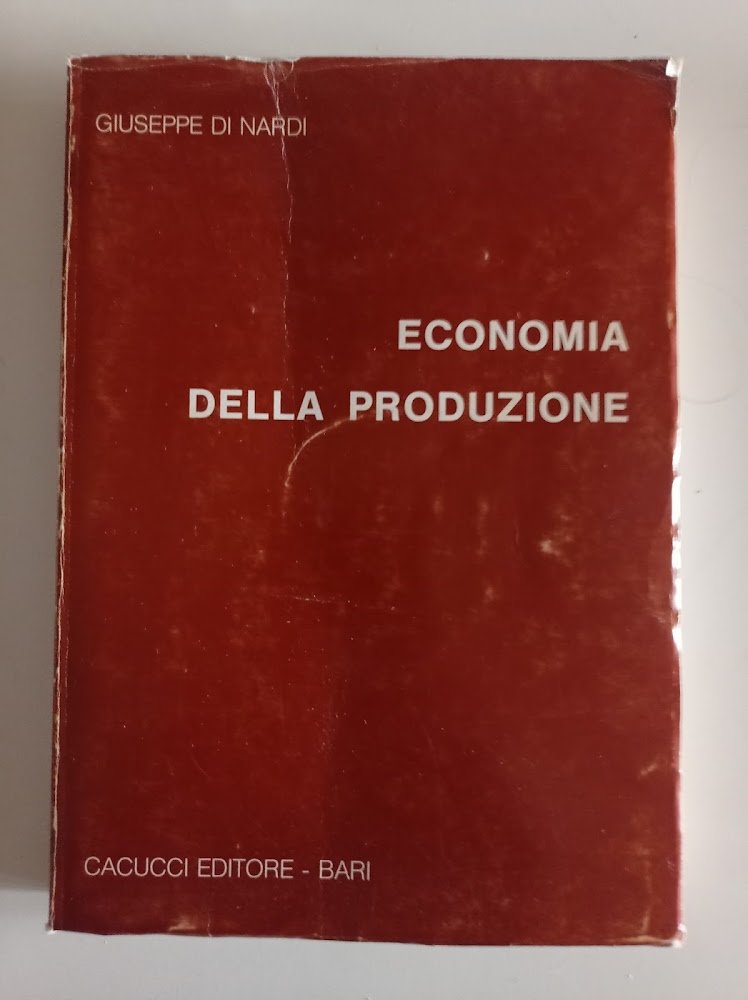 GIUSEPPE DI NARDI
ECONOMIA
DELLA PRODUZIONE
CACUCCI EDITORE - BARI